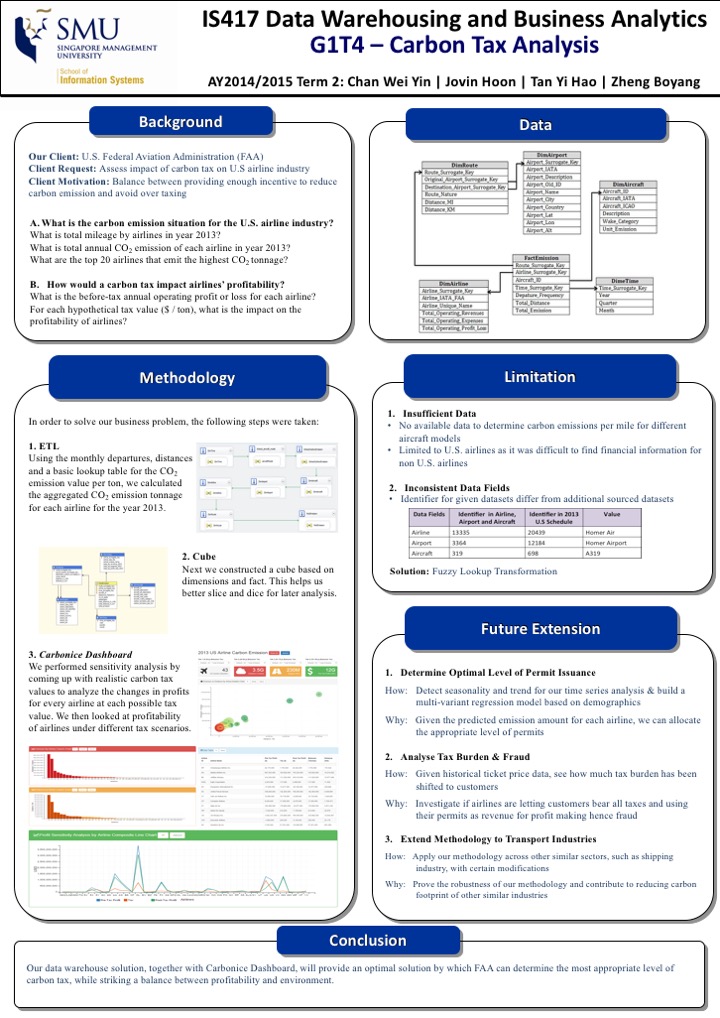 SMU
SINGAPORE MANAGEMENT
UNIVERSITY
School of
Information Systems
IS417 Data Warehousing and Business Analytics
G1T4 – Carbon Tax Analysis
AY2014/2015 Term 2: Chan Wei Yin | Jovin Hoon | Tan Yi Hao | Zheng Boyang
Background
Our Client: U.S. Federal Aviation Administration (FAA)
Client Request: Assess impact of carbon tax on U.S airline industry
Client Motivation: Balance between providing enough incentive to reduce
carbon emission and avoid over taxing
A. What is the carbon emission situation for the U.S. airline industry?
What is total mileage by airlines in year 2013?
What is total annual CO2 emission of each airline in year 2013?
What are the top 20 airlines that emit the highest CO2 tonnage?
B. How would a carbon tax impact airlines' profitability?
What is the before-tax annual operating profit or loss for each airline?
For each hypothetical tax value ($ / ton), what is the impact on the
profitability of airlines?
Data
DimRoute
Route_Surrogate_Key
Original_Airport_Surrogate_Key
Destination_Airport_Surrogate_Key
Route_Nature
Distance_MI
Distance_KM
DimAirport
Airport_Surrogate_Key
Airport_IATA
Airport_Description
Airport_Old_ID
Airport_Name
Airport_City
Airport_Country
Airport_Lat
Airport_Lon
Airport_Alt
DimAircraft
Aircraft_ID
Aircraft_IATA
Aircraft_ICAO
Description
Wake_Category
Unit_Emission
FactEmission
Route_Surrogate_Key
Airline_Surrogate_Key
Aircraft_ID
Time_Surrogate_Key
Depature_Frequency
Total_Distance
Total_Emission
DimAirline
Airline_Surrogate_Key
Airline_IATA_FAA
Airline_Unique_Name
Total_Operating_Revenues
Total_Operating_Expenses
Total_Operating_Profit_Loss
DimeTime
Time_Surrogate_Key
Year
Quarter
Month
Methodology
In order to solve our business problem, the following steps were taken:
1. ETL
Using the monthly departures, distances
and a basic lookup table for the CO2
emission value per ton, we calculated
the aggregated CO2 emission tonnage
for each airline for the year 2013.
2. Cube
Next we constructed a cube based on
dimensions and fact. This helps us
better slice and dice for later analysis.
3. Carbonice Dashboard
We performed sensitivity analysis by
coming up with realistic carbon tax
values to analyze the changes in profits
for every airline at each possible tax
value. We then looked at profitability
of airlines under different tax scenarios.
2013 US Airline Carbon Emission
Limitation
1. Insufficient Data
• No available data to determine carbon emissions per mile for different
aircraft models
• Limited to U.S. airlines as it was difficult to find financial information for
non U.S. airlines
2. Inconsistent Data Fields
• Identifier for given datasets differ from additional sourced datasets
Data Fields Identifier in Airline, Airport and Aircraft Identifier in 2013 U.S Schedule Value
Airline 13335 20439 Homer Air
Airport 3364 12184 Homer Airport
Aircraft 319 698 A319
Solution: Fuzzy Lookup Transformation
Future Extension
1. Determine Optimal Level of Permit Issuance
How: Detect seasonality and trend for our time series analysis & build a
multi-variant regression model based on demographics
Why: Given the predicted emission amount for each airline, we can allocate
the appropriate level of permits
2. Analyse Tax Burden & Fraud
How: Given historical ticket price data, see how much tax burden has been
shifted to customers
Why: Investigate if airlines are letting customers bear all taxes and using
their permits as revenue for profit making hence fraud
3. Extend Methodology to Transport Industries
How: Apply our methodology across other similar sectors, such as shipping
industry, with certain modifications
Why: Prove the robustness of our methodology and contribute to reducing carbon
footprint of other similar industries
Conclusion
Our data warehouse solution, together with Carbonice Dashboard, will provide an optimal solution by which FAA can determine the most appropriate level of
carbon tax, while striking a balance between profitability and environment.